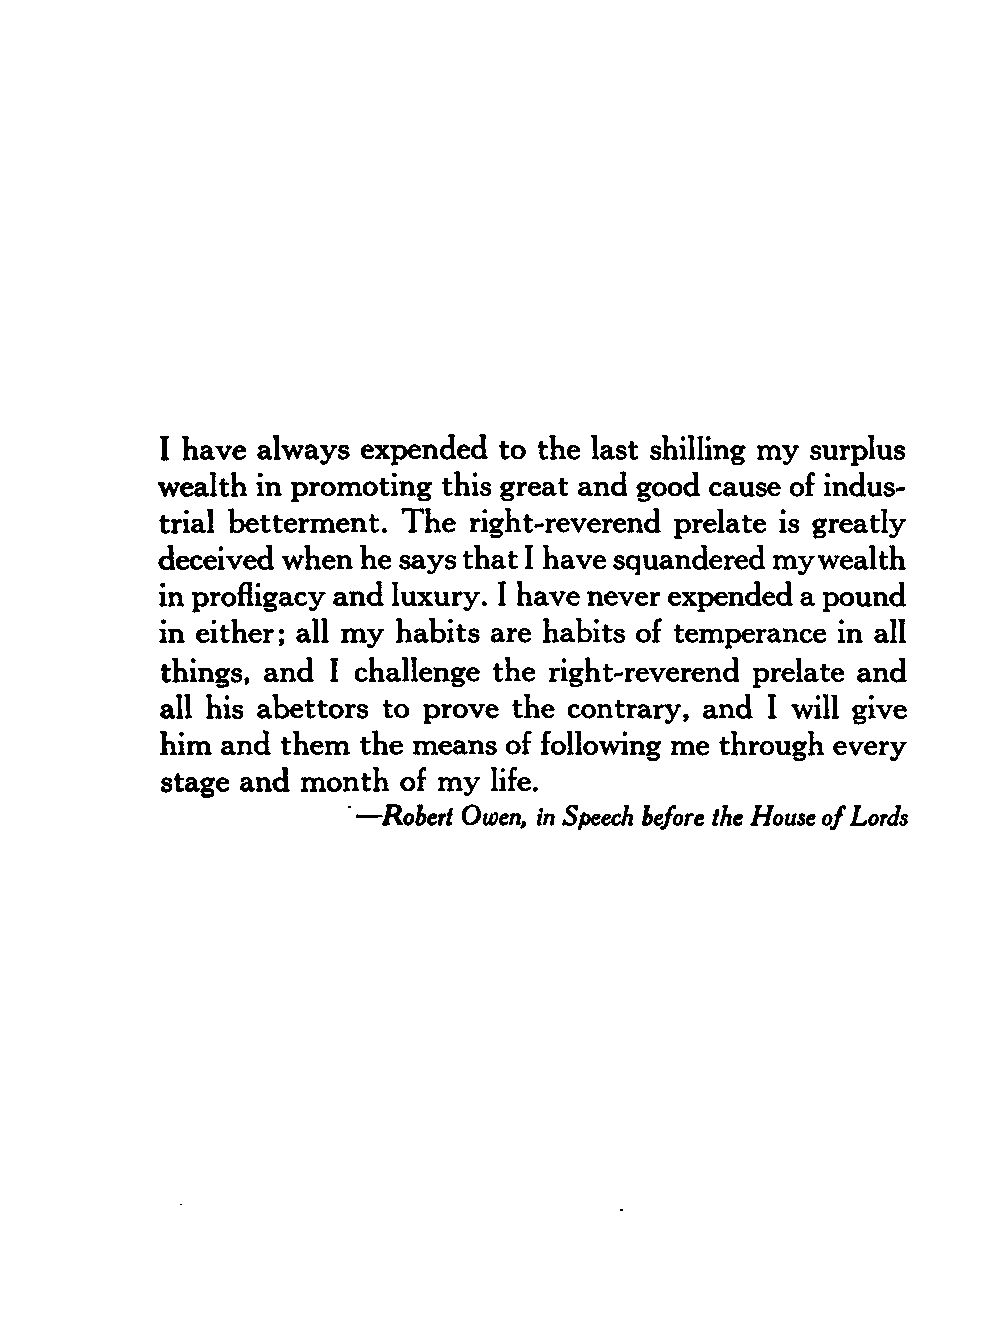 I have always expended to the last shilling my surplus
wealth in promoting this great and good cause of indus-
trial betterment. The right-reverend prelate is greatly
deceived when he says that I have squandered my wealth
in profligacy and luxury. I have never expended a pound
in either; all my habits are habits of temperance in all
things, and I challenge the right-reverend prelate and
all his abettors to prove the contrary, and I will give
him and them the means of following me through every
stage and month of my life.
—Robert Owen, in Speech before the House of Lords